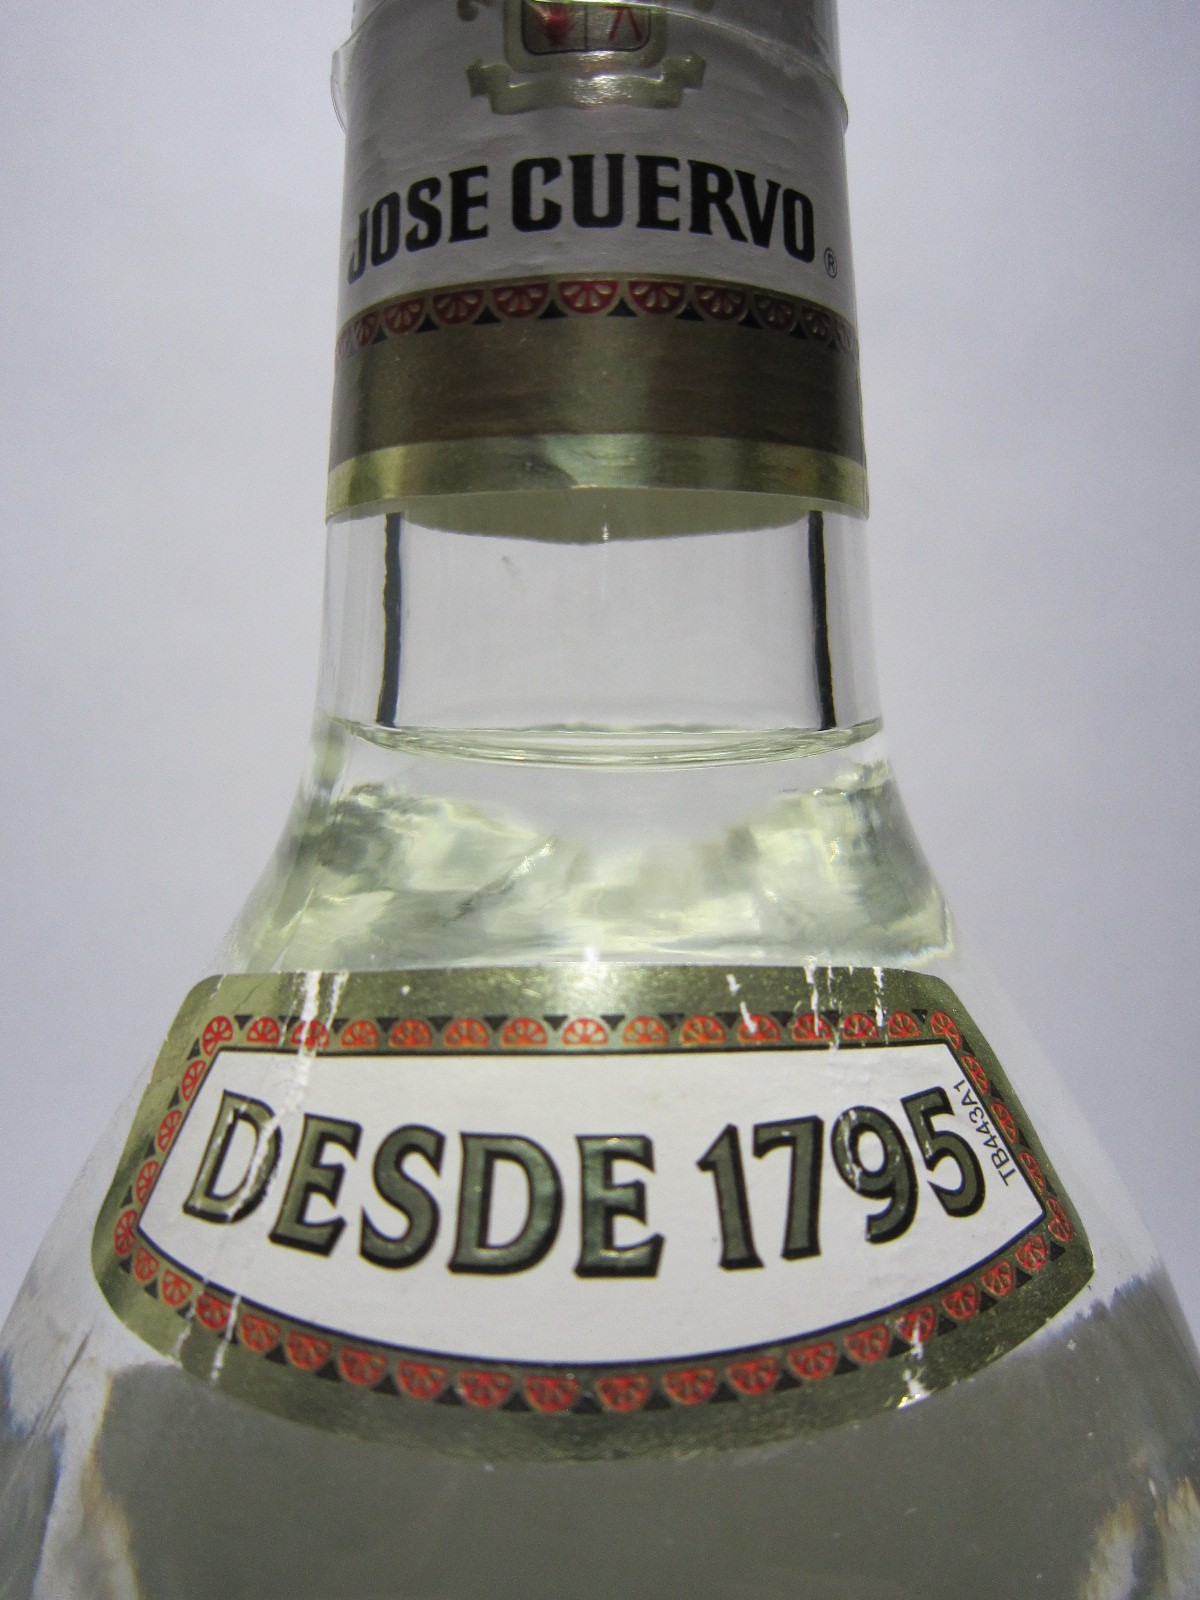 JOSE CUERVO®
DESDE 1795
TB443A1